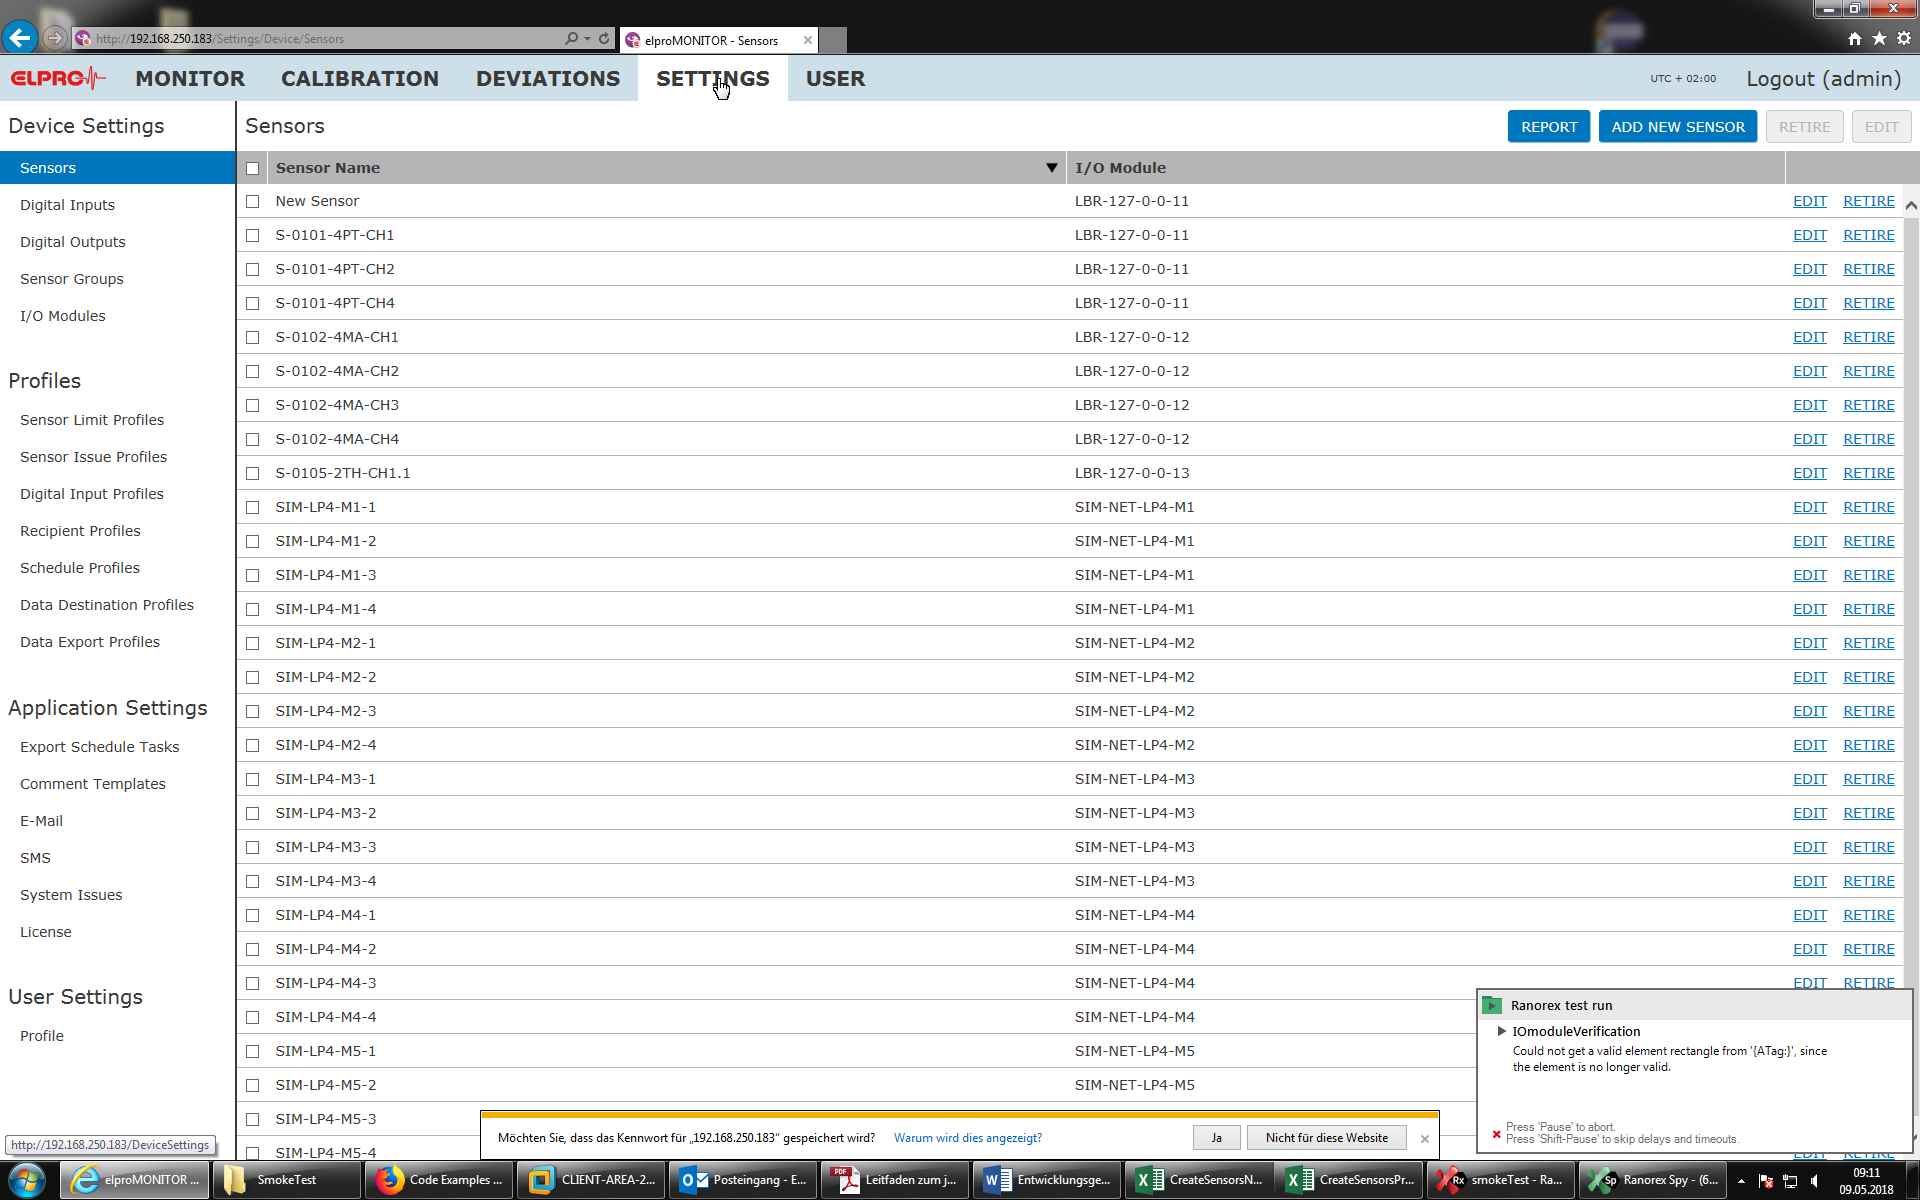 http://192.168.250.183/Settings/Device/Sensors
elproMONITOR - Sensors
ELPRO MONITOR CALIBRATION DEVIATIONS SETTINGS USER UTC + 02:00 Logout (admin)
Device Settings
Sensors
Digital Inputs
Digital Outputs
Sensor Groups
I/O Modules
Profiles
Sensor Limit Profiles
Sensor Issue Profiles
Digital Input Profiles
Recipient Profiles
Schedule Profiles
Data Destination Profiles
Data Export Profiles
Application Settings
Export Schedule Tasks
Comment Templates
E-Mail
SMS
System Issues
License
User Settings
Profile
http://192.168.250.183/DeviceSettings
Sensors REPORT ADD NEW SENSOR RETIRE EDIT
Sensor Name I/O Module
New Sensor LBR-127-0-0-11 EDIT RETIRE
S-0101-4PT-CH1 LBR-127-0-0-11 EDIT RETIRE
S-0101-4PT-CH2 LBR-127-0-0-11 EDIT RETIRE
S-0101-4PT-CH4 LBR-127-0-0-11 EDIT RETIRE
S-0102-4MA-CH1 LBR-127-0-0-12 EDIT RETIRE
S-0102-4MA-CH2 LBR-127-0-0-12 EDIT RETIRE
S-0102-4MA-CH3 LBR-127-0-0-12 EDIT RETIRE
S-0102-4MA-CH4 LBR-127-0-0-12 EDIT RETIRE
S-0105-2TH-CH1.1 LBR-127-0-0-13 EDIT RETIRE
SIM-LP4-M1-1 SIM-NET-LP4-M1 EDIT RETIRE
SIM-LP4-M1-2 SIM-NET-LP4-M1 EDIT RETIRE
SIM-LP4-M1-3 SIM-NET-LP4-M1 EDIT RETIRE
SIM-LP4-M1-4 SIM-NET-LP4-M1 EDIT RETIRE
SIM-LP4-M2-1 SIM-NET-LP4-M2 EDIT RETIRE
SIM-LP4-M2-2 SIM-NET-LP4-M2 EDIT RETIRE
SIM-LP4-M2-3 SIM-NET-LP4-M2 EDIT RETIRE
SIM-LP4-M2-4 SIM-NET-LP4-M2 EDIT RETIRE
SIM-LP4-M3-1 SIM-NET-LP4-M3 EDIT RETIRE
SIM-LP4-M3-2 SIM-NET-LP4-M3 EDIT RETIRE
SIM-LP4-M3-3 SIM-NET-LP4-M3 EDIT RETIRE
SIM-LP4-M3-4 SIM-NET-LP4-M3 EDIT RETIRE
SIM-LP4-M4-1 SIM-NET-LP4-M4 EDIT RETIRE
SIM-LP4-M4-2 SIM-NET-LP4-M4 EDIT RETIRE
SIM-LP4-M4-3 SIM-NET-LP4-M4 EDIT RETIRE
SIM-LP4-M4-4 SIM-NET-LP4-M4
SIM-LP4-M5-1 SIM-NET-LP4-M5
SIM-LP4-M5-2 SIM-NET-LP4-M5
SIM-LP4-M5-3
SIM-LP4-M5-4 EDIT RETIRE
Ranorex test run
IOmoduleVerification
Could not get a valid element rectangle from '{ATag:}', since
the element is no longer valid.
Press 'Pause' to abort.
Press 'Shift-Pause' to skip delays and timeouts.
Möchten Sie, dass das Kennwort für „192.168.250.183“ gespeichert wird? Warum wird dies angezeigt? Ja Nicht für diese Website
elproMONITOR ... SmokeTest Code Examples ... CLIENT-AREA-2... Posteingang - E... PDF Leitfaden zum j... Entwicklungsge... CreateSensorsN... CreateSensorsPr... Rx smokeTest - Ra... Sp Ranorex Spy - (6... 09:11
09.05.2018